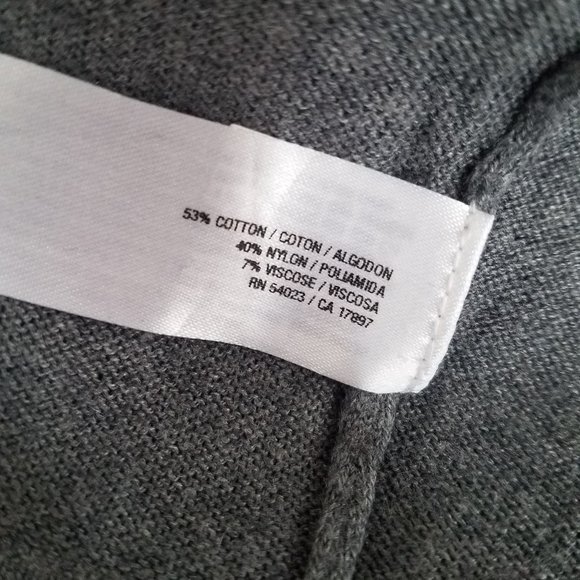 53% COTTON / COTON / ALGODON
40% NYLON / POLIAMIDA
7% VISCOSE / VISCOSA
RN 54023 / CA 17897